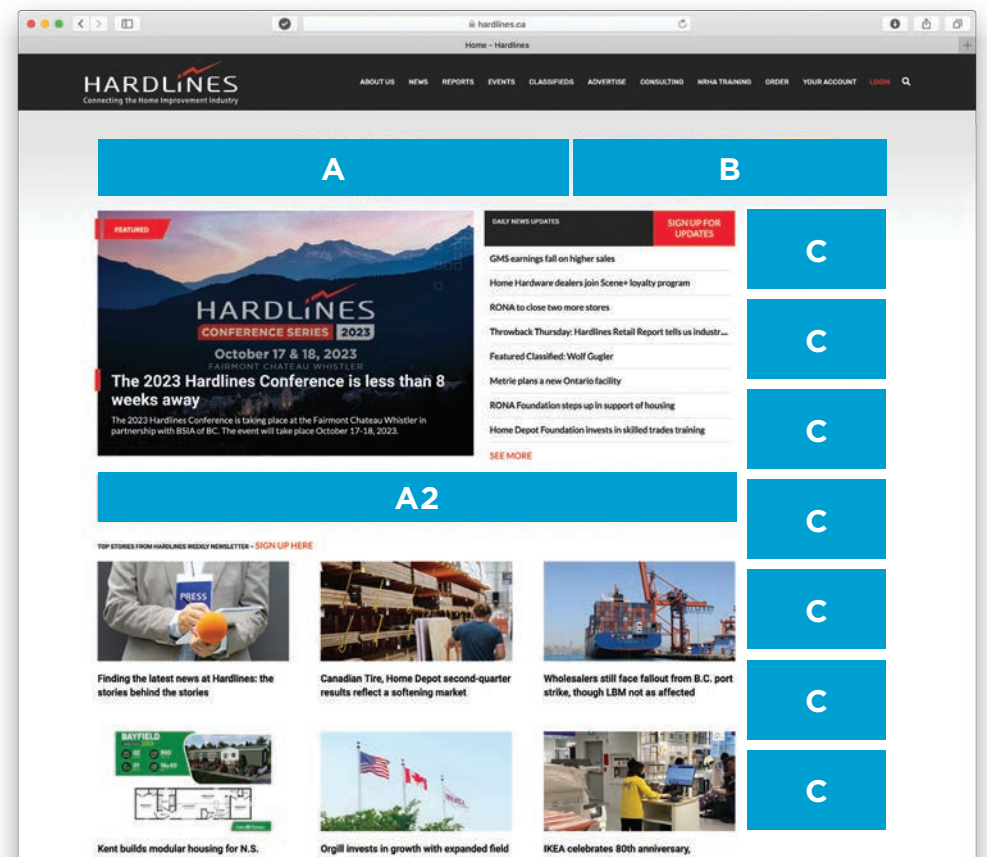 hardlines.ca
Home – Hardlines
HARDLINES
Connecting the Home Improvement Industry
ABOUT US NEWS REPORTS EVENTS CLASSIFIEDS ADVERTISE CONSULTING NRHA TRAINING ORDER YOUR ACCOUNT LOGIN
A
B
FEATURED
HARDLINES
CONFERENCE SERIES 2023
October 17 & 18, 2023
FAIRMONT CHATEAU WHISTLER
The 2023 Hardlines Conference is less than 8
weeks away
The 2023 Hardlines Conference is taking place at the Fairmont Chateau Whistler in
partnership with BSIA of BC. The event will take place October 17-18, 2023.
DAILY NEWS UPDATES
SIGN UP FOR
UPDATES
GMS earnings fall on higher sales
Home Hardware dealers join Scene+ loyalty program
RONA to close two more stores
Throwback Thursday: Hardlines Retail Report tells us industr...
Featured Classified: Wolf Gugler
Metrie plans a new Ontario facility
RONA Foundation steps up in support of housing
Home Depot Foundation invests in skilled trades training
SEE MORE
C
C
C
C
C
C
C
A2
TOP STORIES FROM HARDLINES WEEKLY NEWSLETTER – SIGN UP HERE
PRESS
Finding the latest news at Hardlines: the
stories behind the stories
Canadian Tire, Home Depot second-quarter
results reflect a softening market
Wholesalers still face fallout from B.C. port
strike, though LBM not as affected
BAYFIELD
Kent builds modular housing for N.S.
Orgill invests in growth with expanded field
IKEA celebrates 80th anniversary,